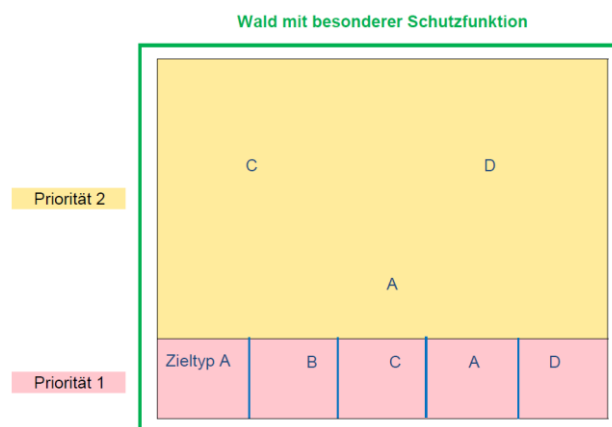 Wald mit besonderer Schutzfunktion
C
D
Priorität 2
A
Zieltyp A
B
C
A
D
Priorität 1